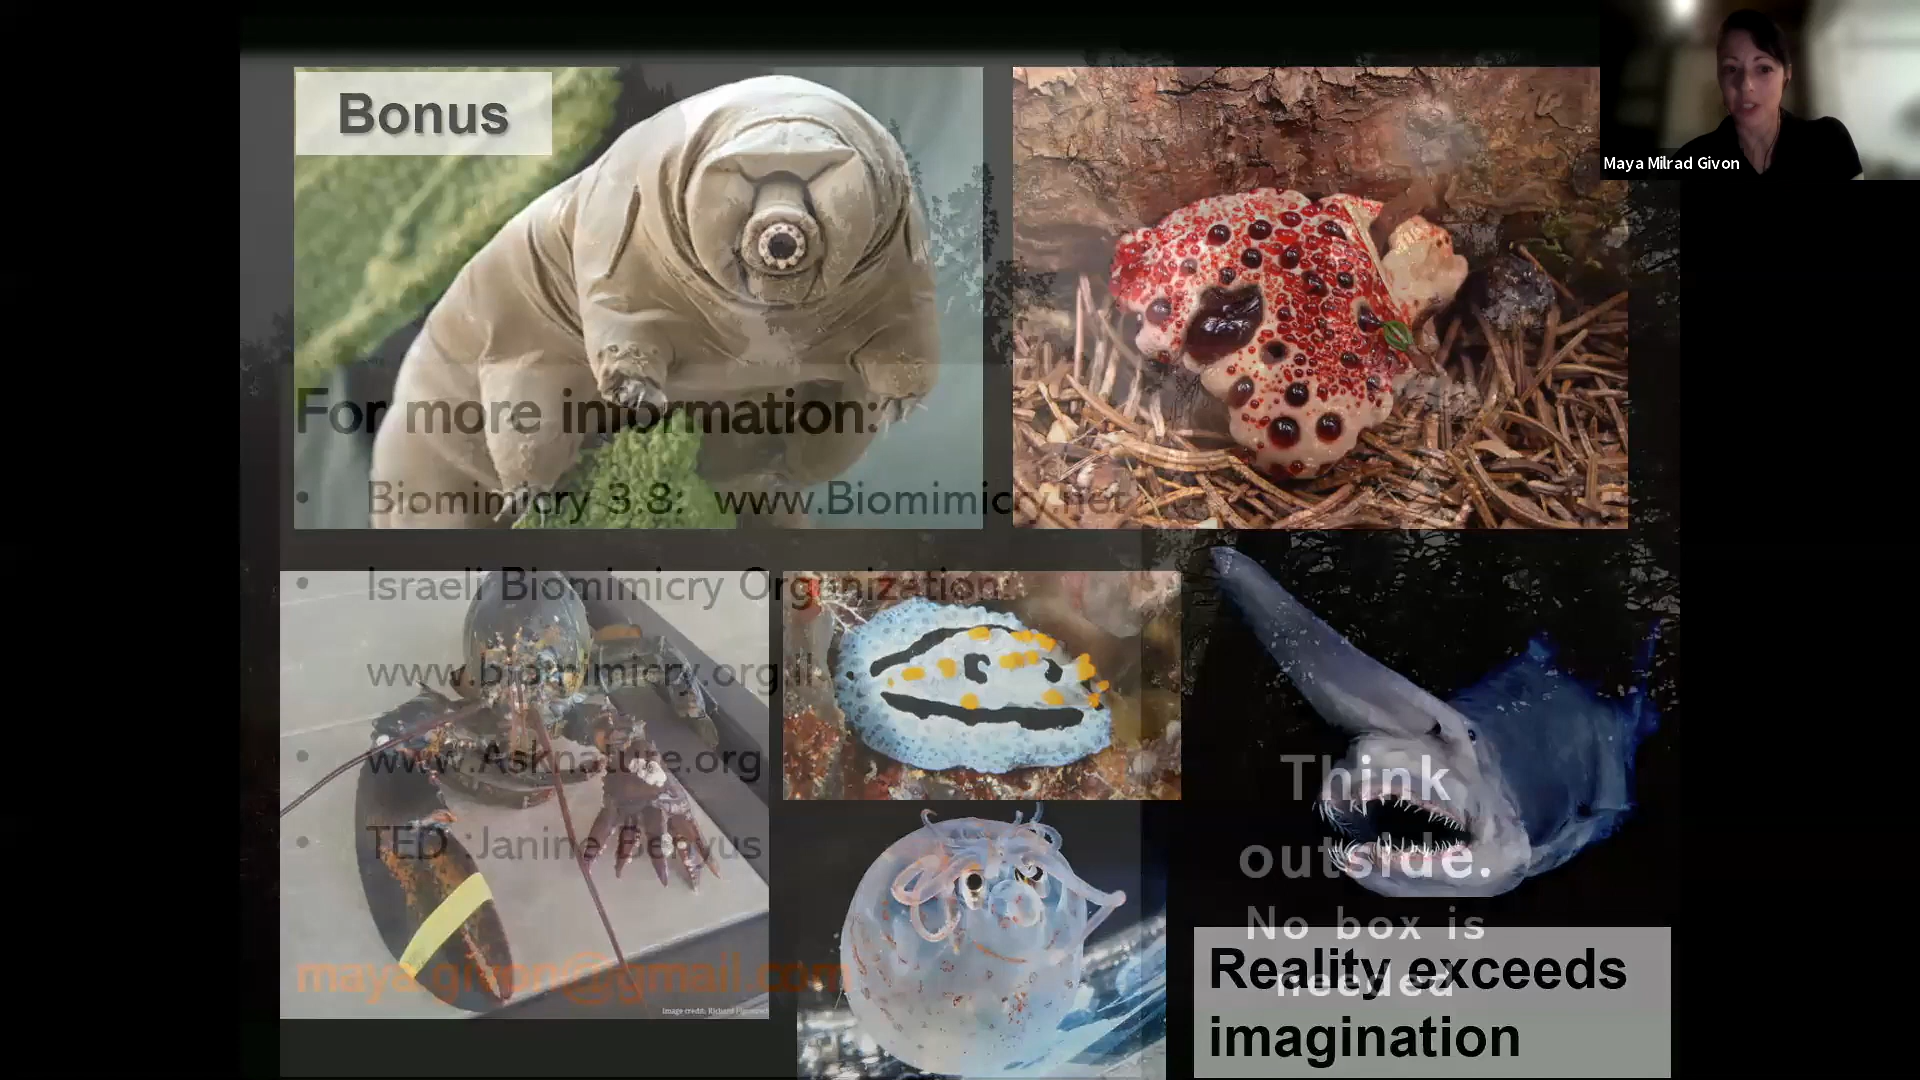 Bonus
Maya Milrad Givon
For more information:
• Biomimicry 3.8: www.Biomimicry.net
• Israeli Biomimicry Organization:
www.biomimicry.org.il
• www.Asknature.org
• TED :Janine Benyus
maya.givon@gmail.com
Image credit, Richard
Think
outside.
No box is
needed
Reality exceeds
imagination